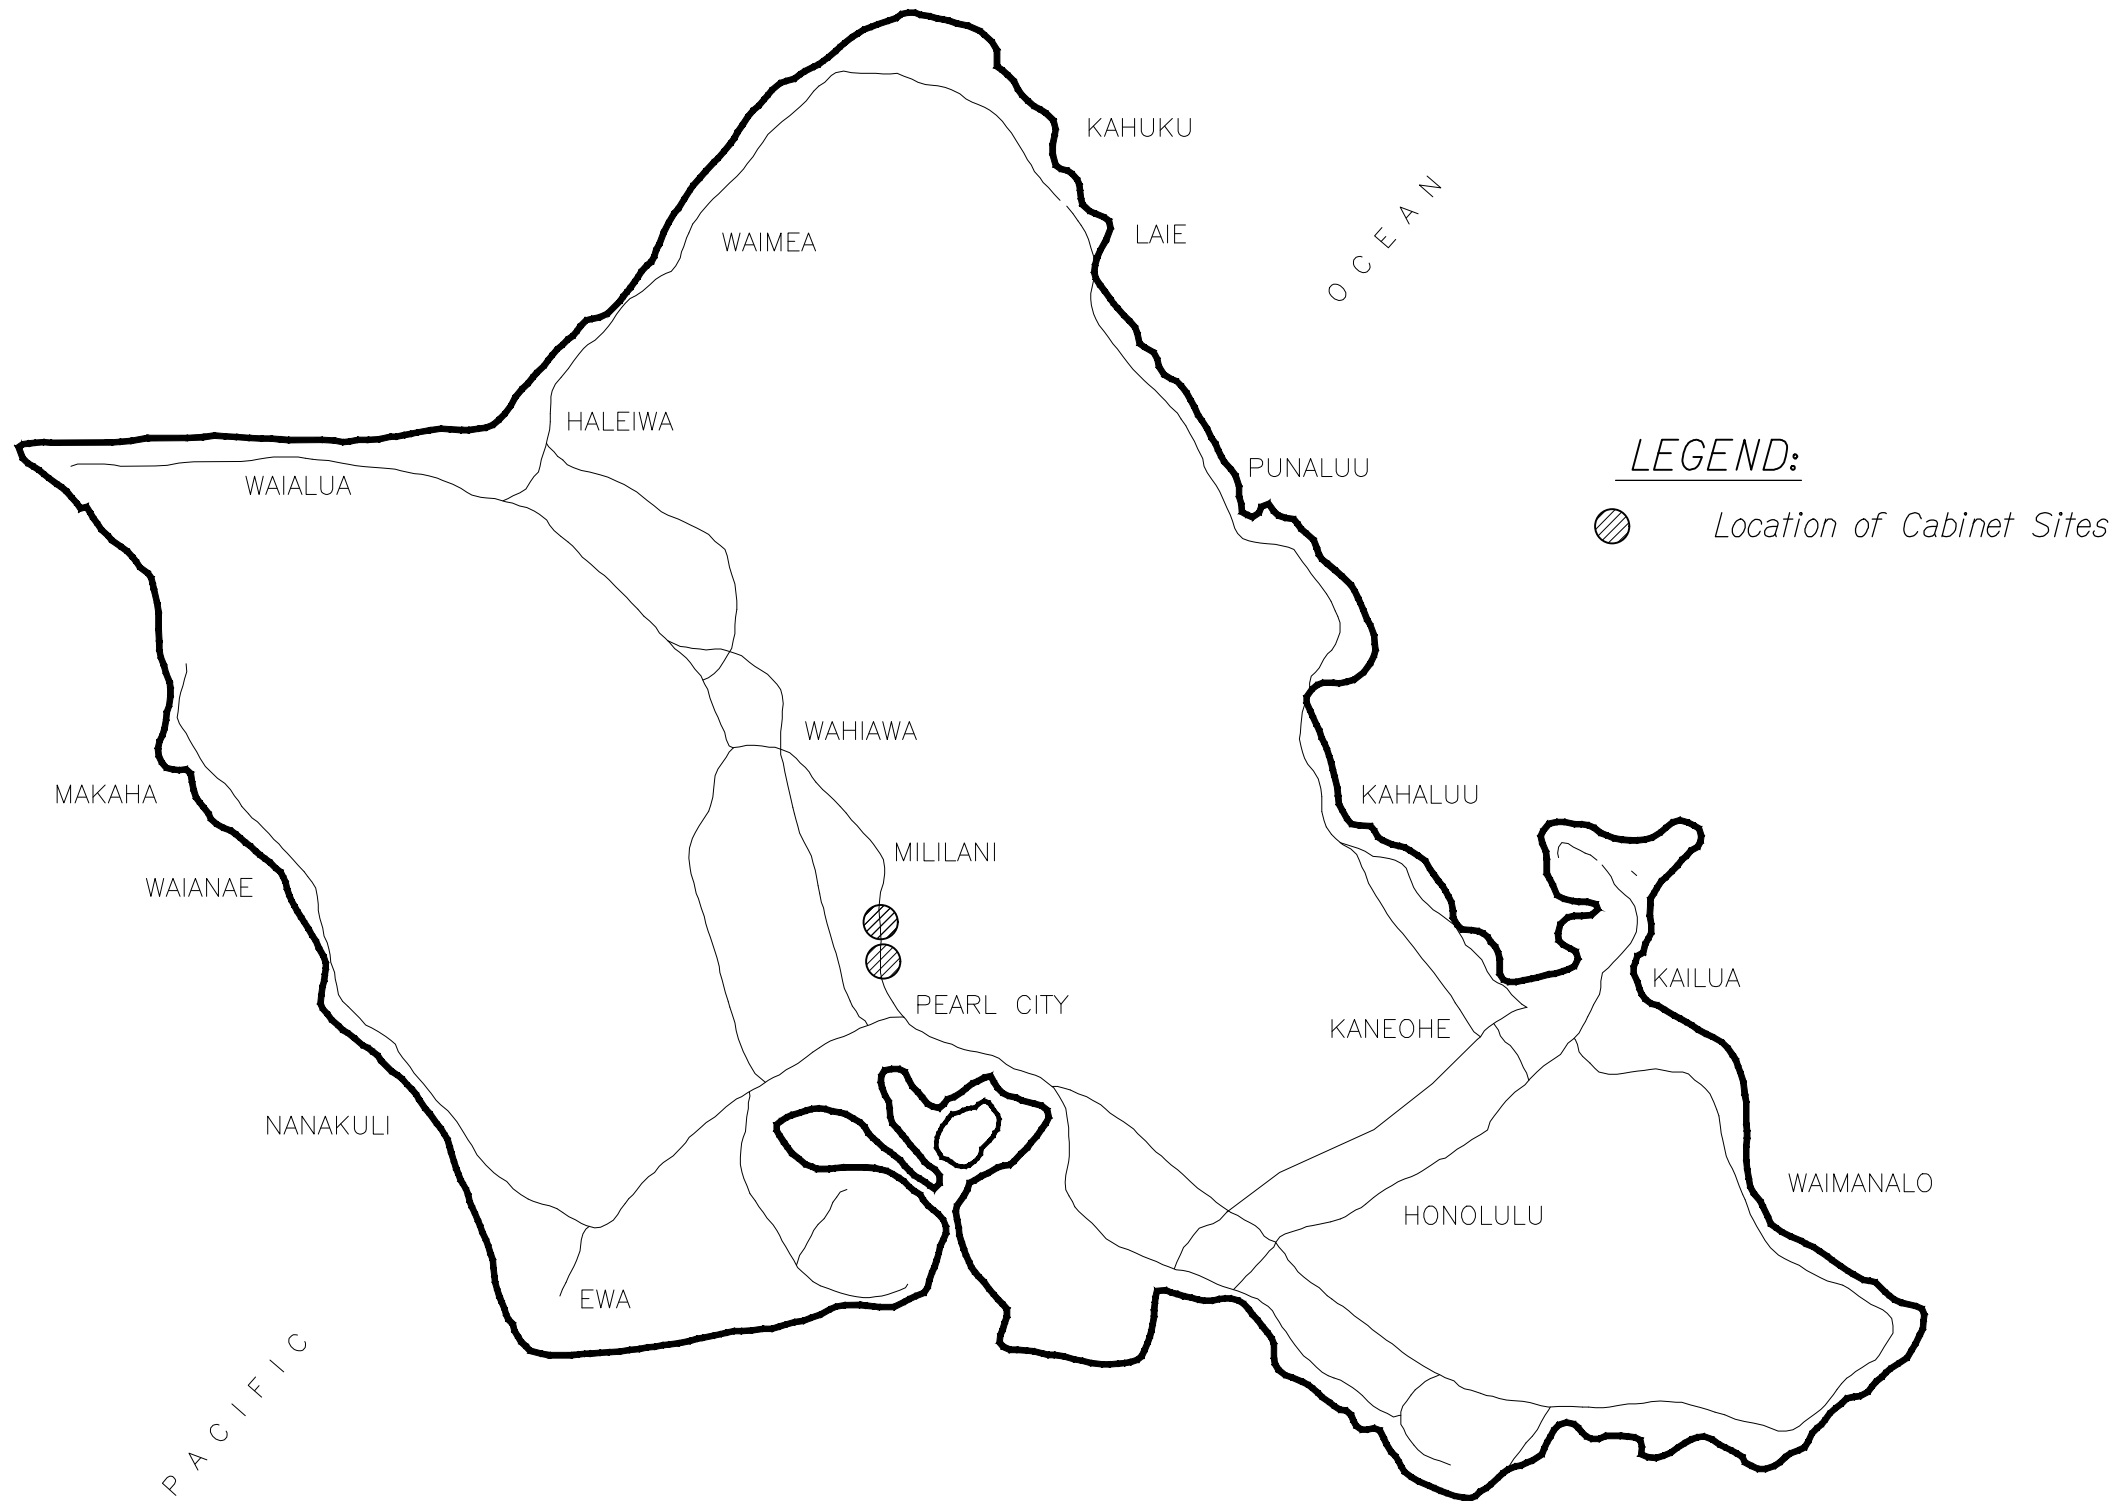 KAHUKU
OCEAN
LAIE
WAIMEA
HALEIWA
LEGEND:
PUNALUU
WAIALUA
Location of Cabinet Sites
WAHIAWA
MAKAHA
KAHALUU
MILILANI
WAIANAE
KAILUA
PEARL CITY
KANEOHE
NANAKULI
WAIMANALO
HONOLULU
EWA
PACIFIC